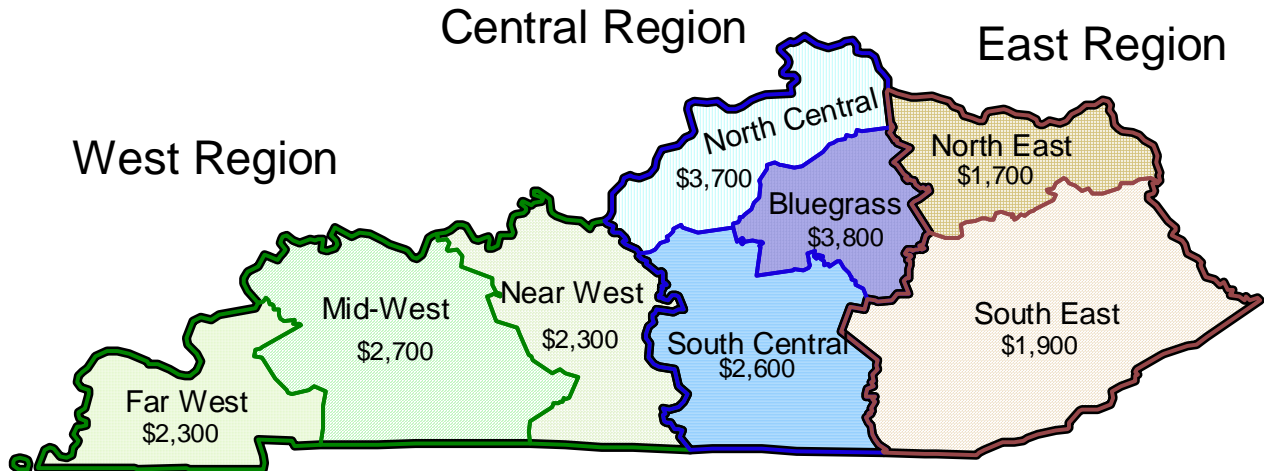 Central Region
East Region
West Region
North Central
$3,700
North East
$1,700
Bluegrass
$3,800
Near West
$2,300
Mid-West
$2,700
South East
$1,900
South Central
$2,600
Far West
$2,300